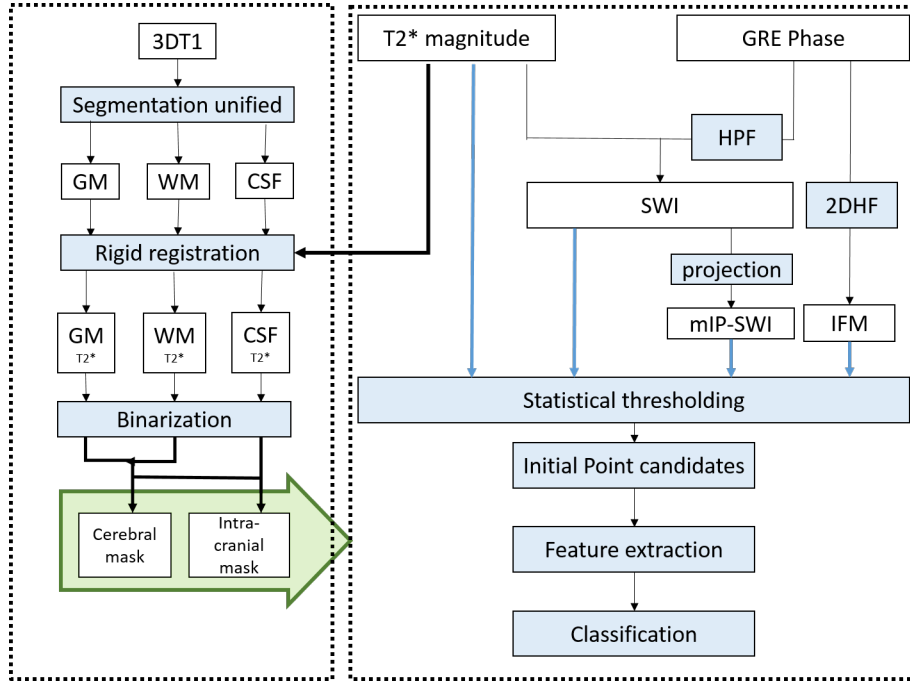 3DT1
Segmentation unified
GM
WM
CSF
Rigid registration
GM
T2*
WM
T2*
CSF
T2*
Binarization
Cerebral
mask
Intra-
cranial
mask
T2* magnitude
GRE Phase
HPF
SWI
2DHF
projection
mIP-SWI
IFM
Statistical thresholding
Initial Point candidates
Feature extraction
Classification